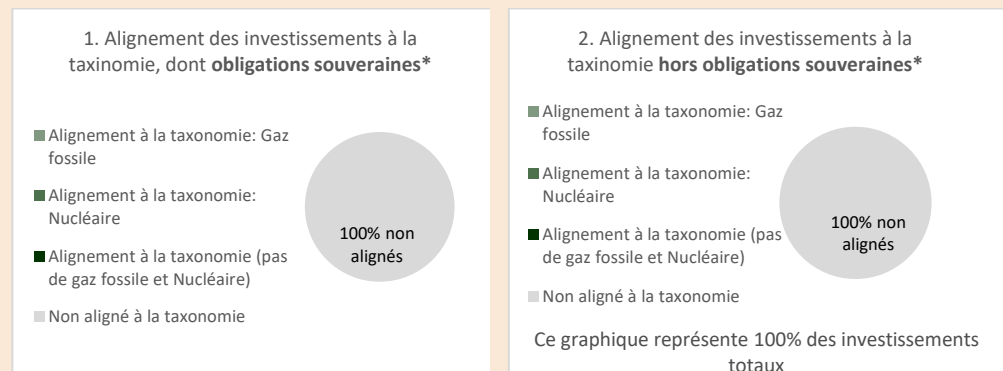 1. Alignement des investissements à la
taxinomie, dont obligations souveraines*
Alignement à la taxonomie: Gaz
fossile
Alignement à la taxonomie:
Nucléaire
Alignement à la taxonomie (pas
de gaz fossile et Nucléaire)
Non aligné à la taxonomie
100% non
alignés
2. Alignement des investissements à la
taxinomie hors obligations souveraines*
Alignement à la taxonomie: Gaz
fossile
Alignement à la taxonomie:
Nucléaire
Alignement à la taxonomie (pas
de gaz fossile et Nucléaire)
Non aligné à la taxonomie
100% non
alignés
Ce graphique représente 100% des investissements
totaux